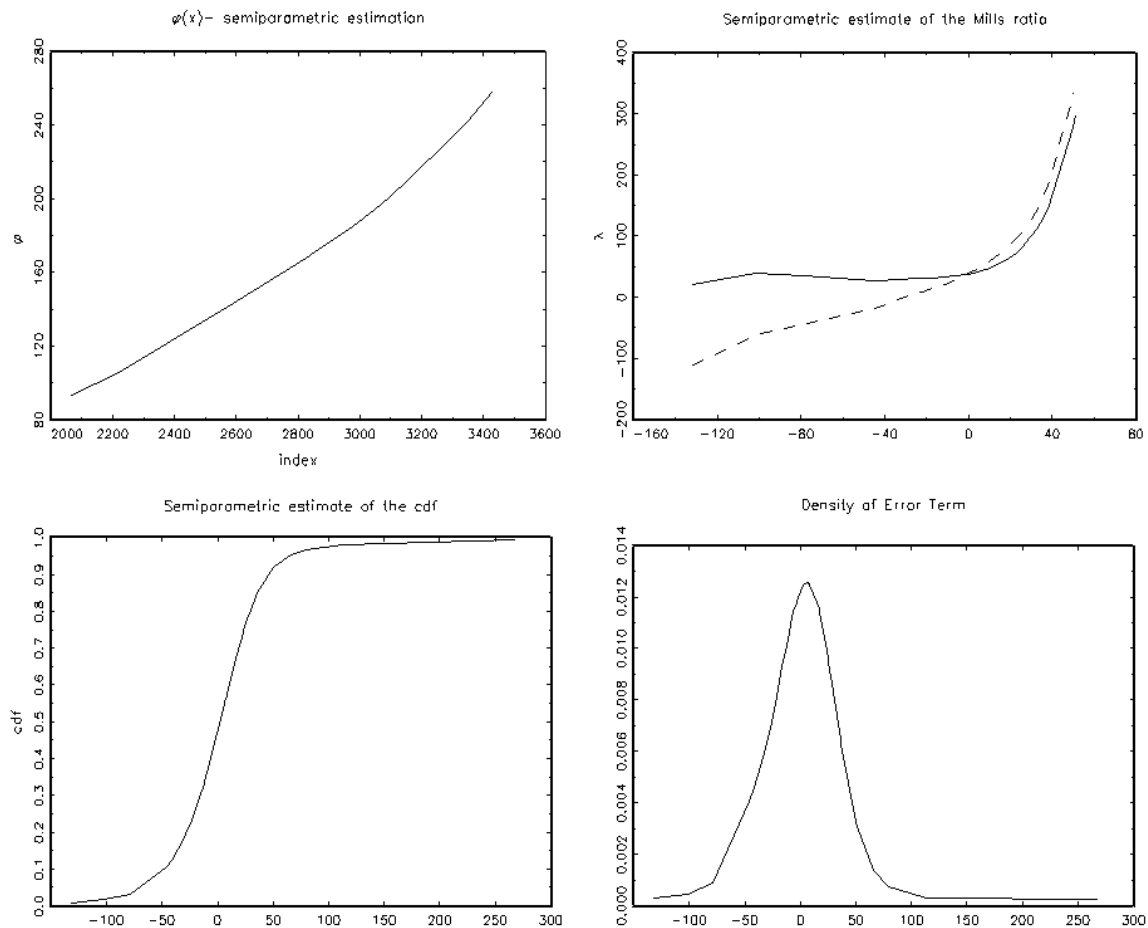 φ(x)- semiparametric estimation
280
240
200
160
120
80
φ
2000 2200 2400 2600 2800 3000 3200 3400 3600
index
Semiparametric estimate of the Mills ratio
400
300
200
100
0
-100
-200
λ
-160 -120 -80 -40 0 40 80
Semiparametric estimate of the cdf
1.0
0.9
0.8
0.7
0.6
0.5
0.4
0.3
0.2
0.1
0.0
cdf
-100 -50 0 50 100 150 200 250 300
Density of Error Term
0.014
0.012
0.010
0.008
0.006
0.004
0.002
0.000
-100 -50 0 50 100 150 200 250 300